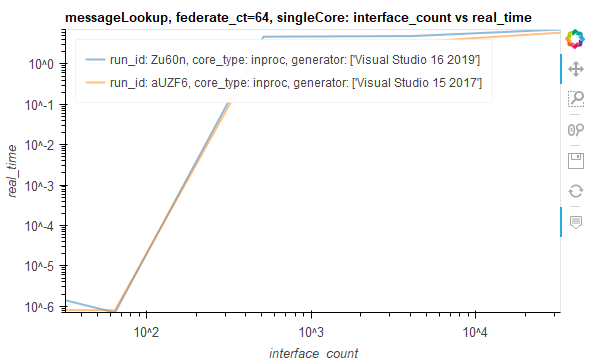 messageLookup, federate_ct=64, singleCore: interface_count vs real_time
run_id: Zu60n, core_type: inproc, generator: ['Visual Studio 16 2019']
run_id: aUZF6, core_type: inproc, generator: ['Visual Studio 15 2017']
real_time
10^0
10^-1
10^-2
10^-3
10^-4
10^-5
10^-6
10^2
10^3
10^4
interface_count